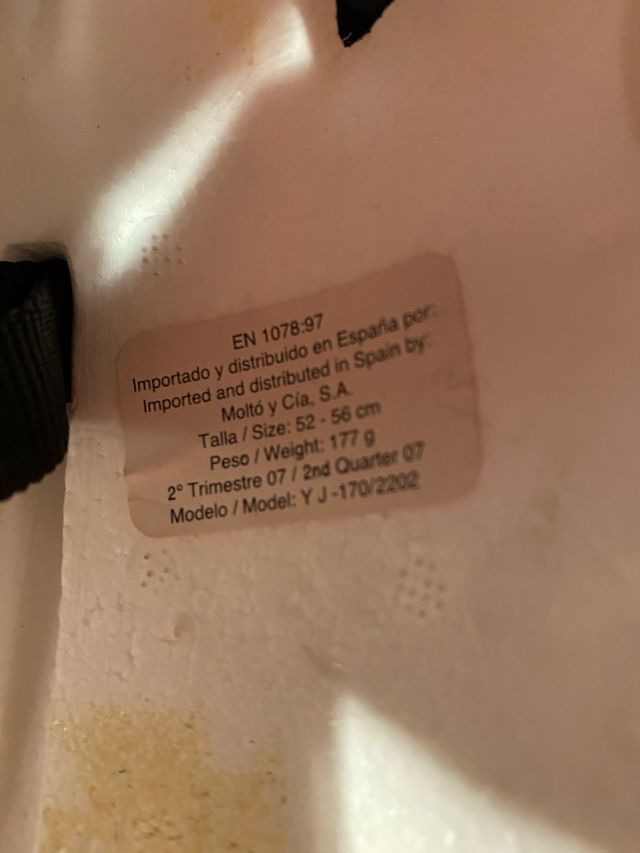 EN 1078:97
Importado y distribuido en España por:
Imported and distributed in Spain by:
Moltó y Cía, S.A.
Talla / Size: 52 - 56 cm
Peso / Weight: 177 g
2º Trimestre 07 / 2nd Quarter 07
Modelo / Model: Y J -170/2202